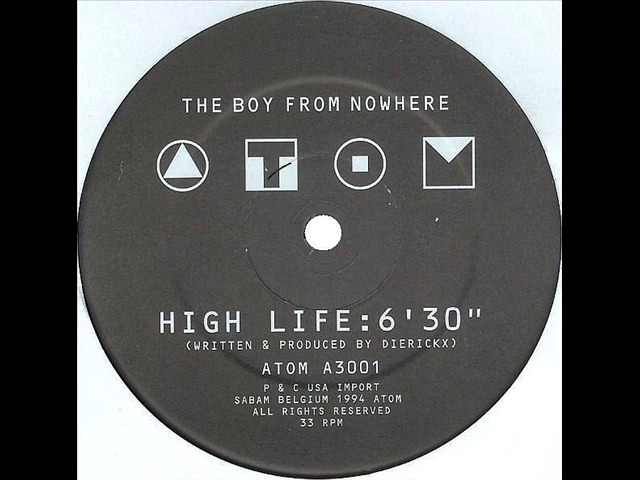 THE BOY FROM NOWHERE
ATOM
HIGH LIFE:6'30"
(WRITTEN & PRODUCED BY DIERICKX)
ATOM A3001
P & C USA IMPORT
SABAM BELGIUM 1994 ATOM
ALL RIGHTS RESERVED
33 RPM